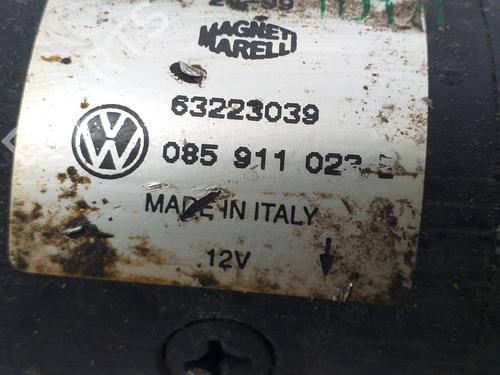 MAGNETI
MARELLI
63223039
085 911 023
MADE IN ITALY
12V